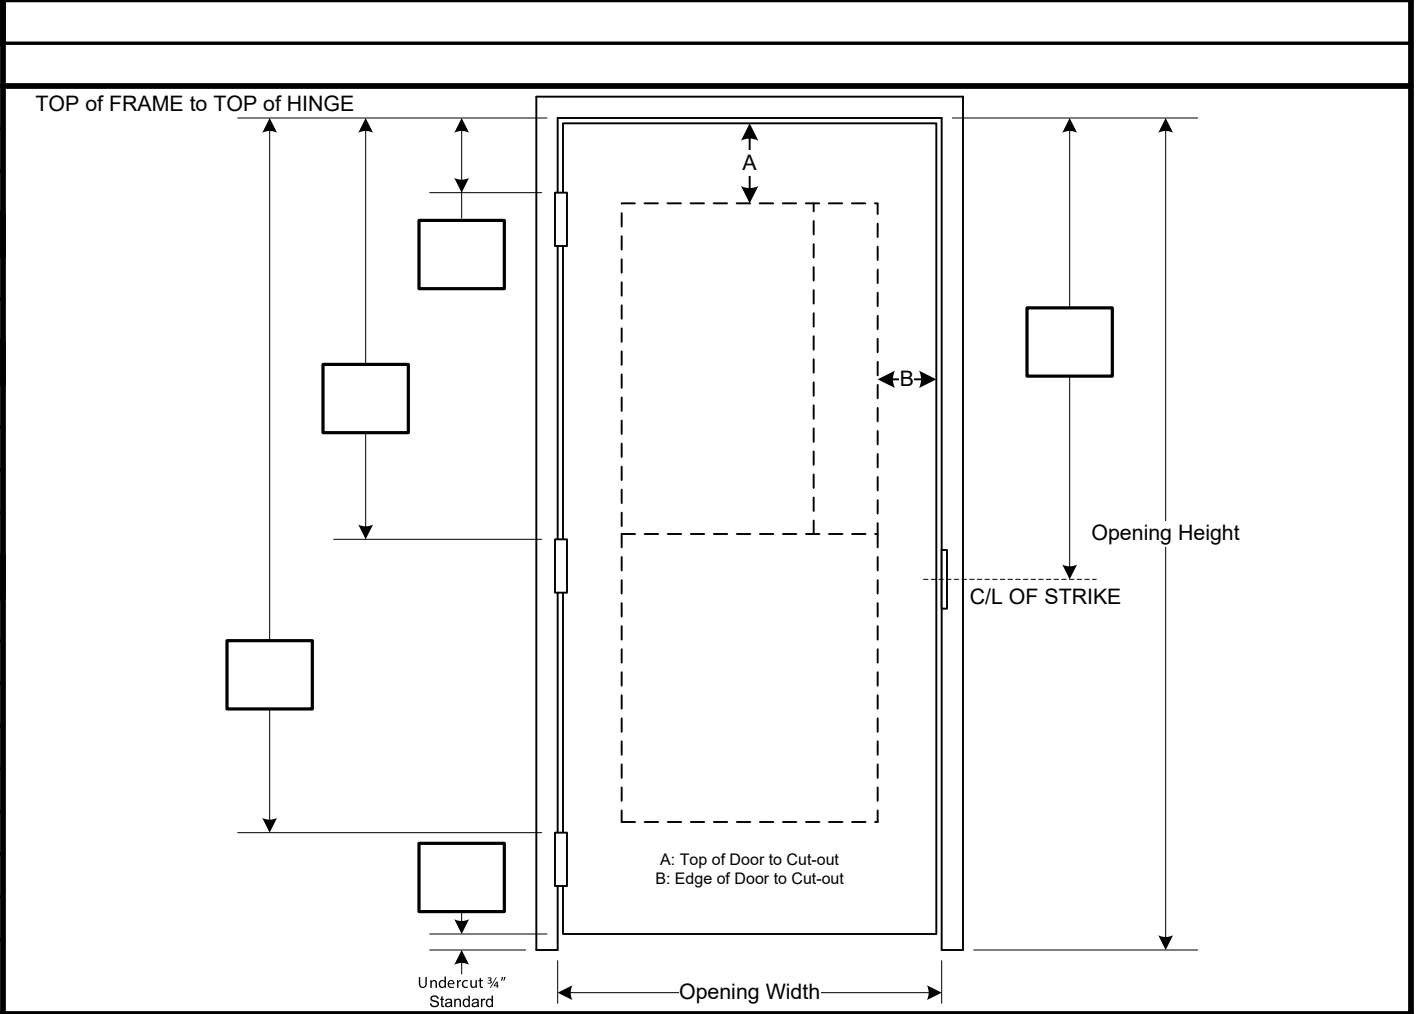 TOP of FRAME to TOP of HINGE
A
B
Opening Height
C/L OF STRIKE
A: Top of Door to Cut-out
B: Edge of Door to Cut-out
Undercut ¾"
Standard
Opening Width